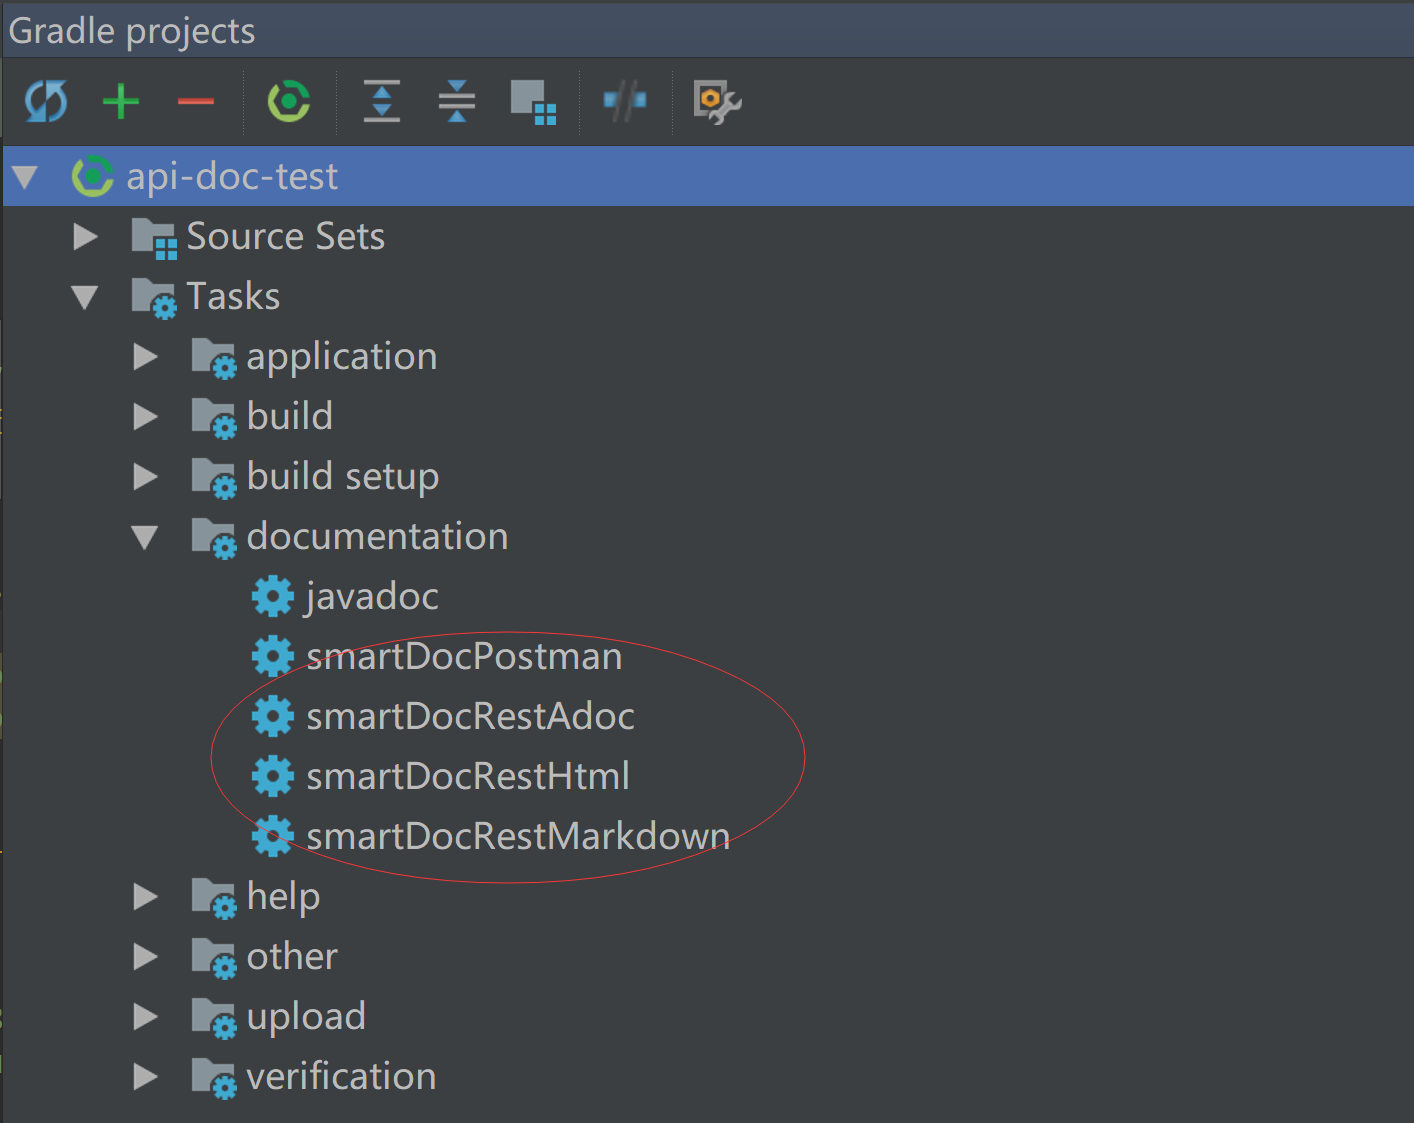 Gradle projects
api-doc-test
Source Sets
Tasks
application
build
build setup
documentation
javadoc
smartDocPostman
smartDocRestAdoc
smartDocRestHtml
smartDocRestMarkdown
help
other
upload
verification